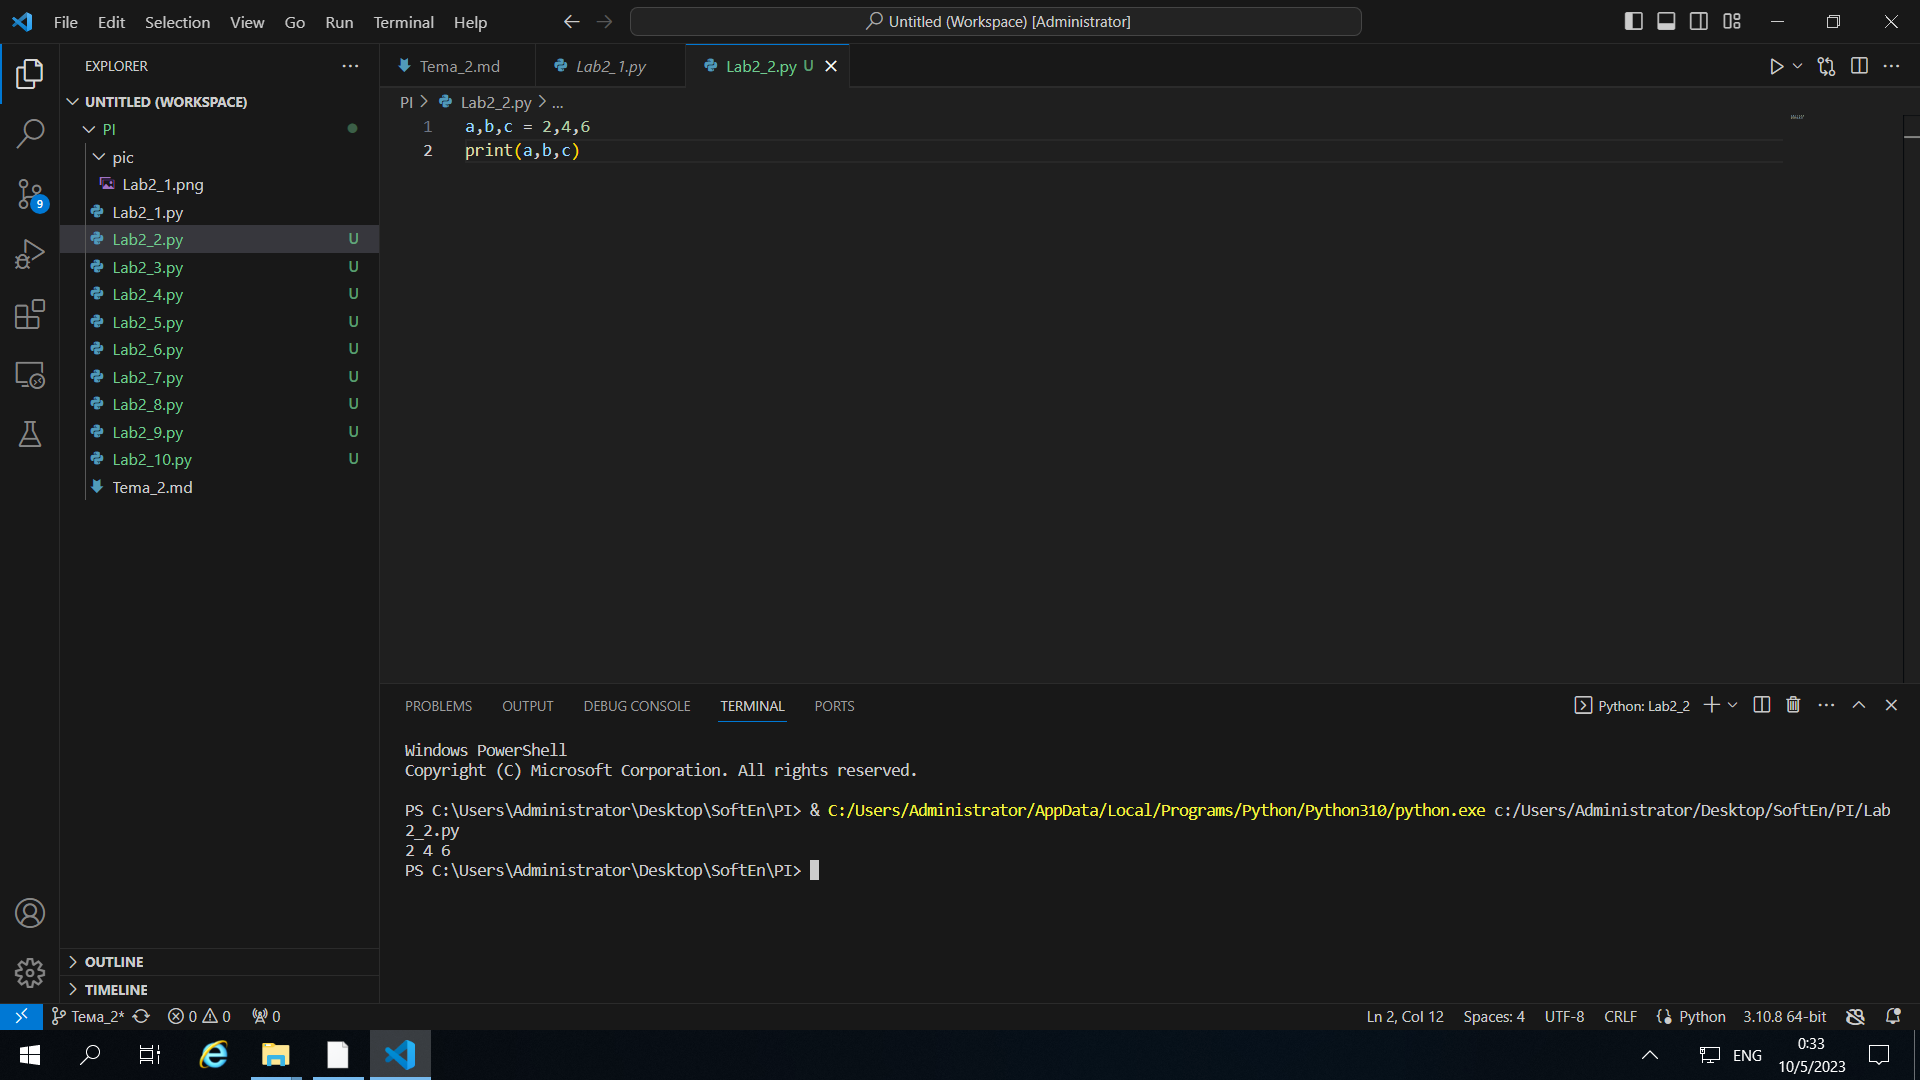 File Edit Selection View Go Run Terminal Help
Untitled (Workspace) [Administrator]
EXPLORER
UNTITLED (WORKSPACE)
PI
pic
Lab2_1.png
Lab2_1.py
Lab2_2.py U
Lab2_3.py U
Lab2_4.py U
Lab2_5.py U
Lab2_6.py U
Lab2_7.py U
Lab2_8.py U
Lab2_9.py U
Lab2_10.py U
Tema_2.md
OUTLINE
TIMELINE
9
Tema_2.md Lab2_1.py Lab2_2.py U
PI > Lab2_2.py > ...
1 a,b,c = 2,4,6
2 print(a,b,c)
PROBLEMS OUTPUT DEBUG CONSOLE TERMINAL PORTS
Python: Lab2_2
Windows PowerShell
Copyright (C) Microsoft Corporation. All rights reserved.
PS C:\Users\Administrator\Desktop\SoftEn\PI> & C:/Users/Administrator/AppData/Local/Programs/Python/Python310/python.exe c:/Users/Administrator/Desktop/SoftEn/PI/Lab
2_2.py
2 4 6
PS C:\Users\Administrator\Desktop\SoftEn\PI>
Тема_2* 0 0 0
Ln 2, Col 12 Spaces: 4 UTF-8 CRLF Python 3.10.8 64-bit
ENG
0:33
10/5/2023